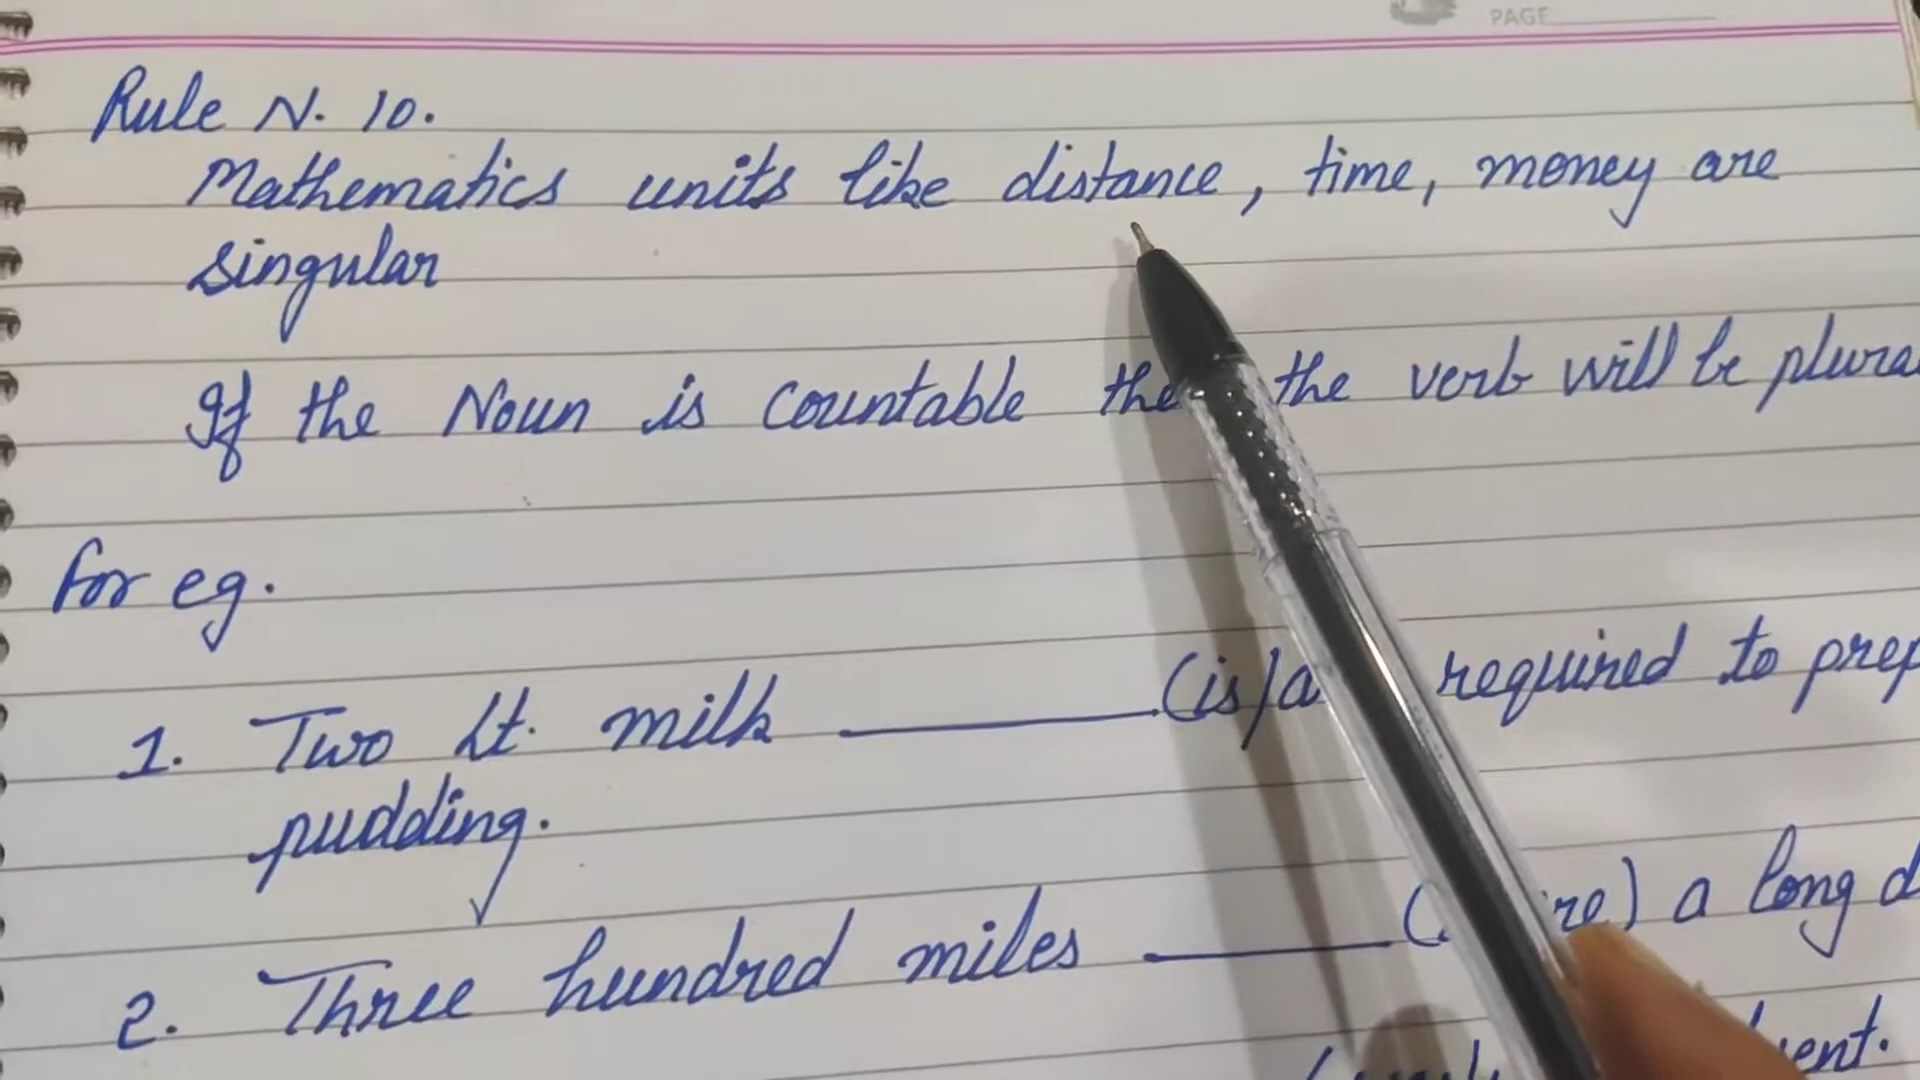 PAGE
Rule N. 10.
Mathematics units like distance, time, money are
singular
If the Noun is countable the the verb will be plura
for eg.
1. Two Lt. milk ______ (is/a required to prep
pudding.
2. Three hundred miles ______ ( re) a long d
ent.